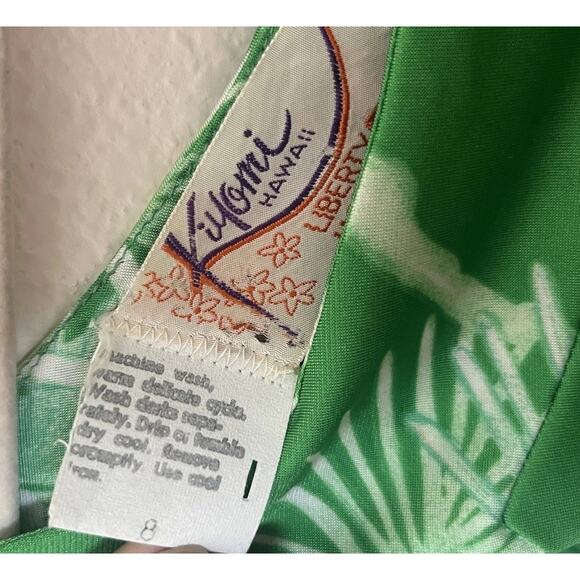 Kiyomi
HAWAII
LIBERTY
Machine wash,
warm delicate cycle.
Wash darks sepa-
rately. Drip or tumble
dry cool. Remove
promptly Use cool
iron.
8